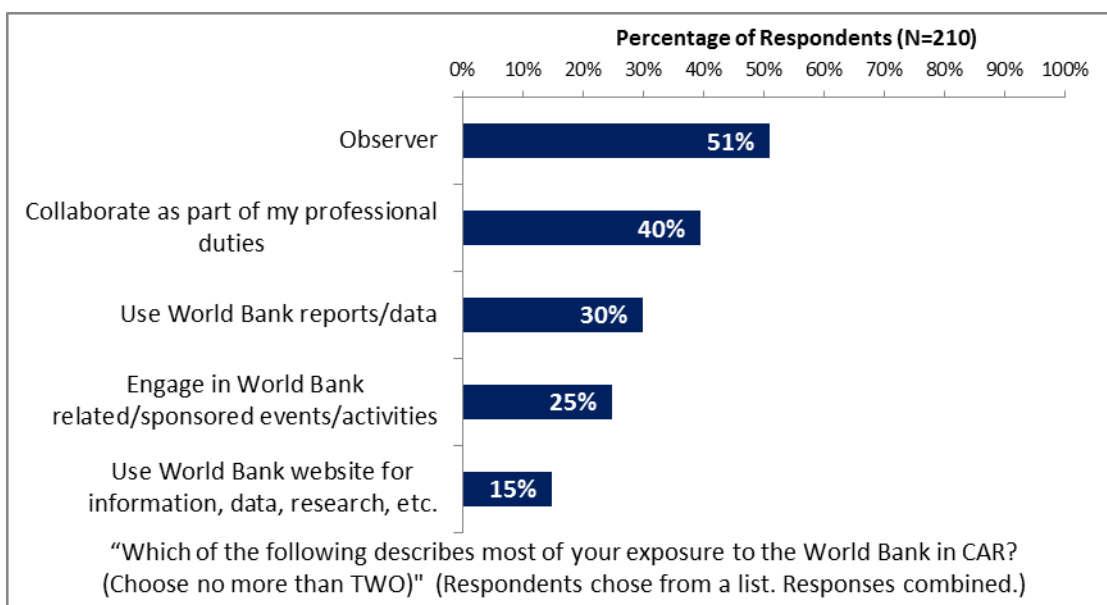 Percentage of Respondents (N=210)
0% 10% 20% 30% 40% 50% 60% 70% 80% 90% 100%
Observer
51%
Collaborate as part of my professional
duties
40%
Use World Bank reports/data
30%
Engage in World Bank
related/sponsored events/activities
25%
Use World Bank website for
information, data, research, etc.
15%
“Which of the following describes most of your exposure to the World Bank in CAR?
(Choose no more than TWO)" (Respondents chose from a list. Responses combined.)